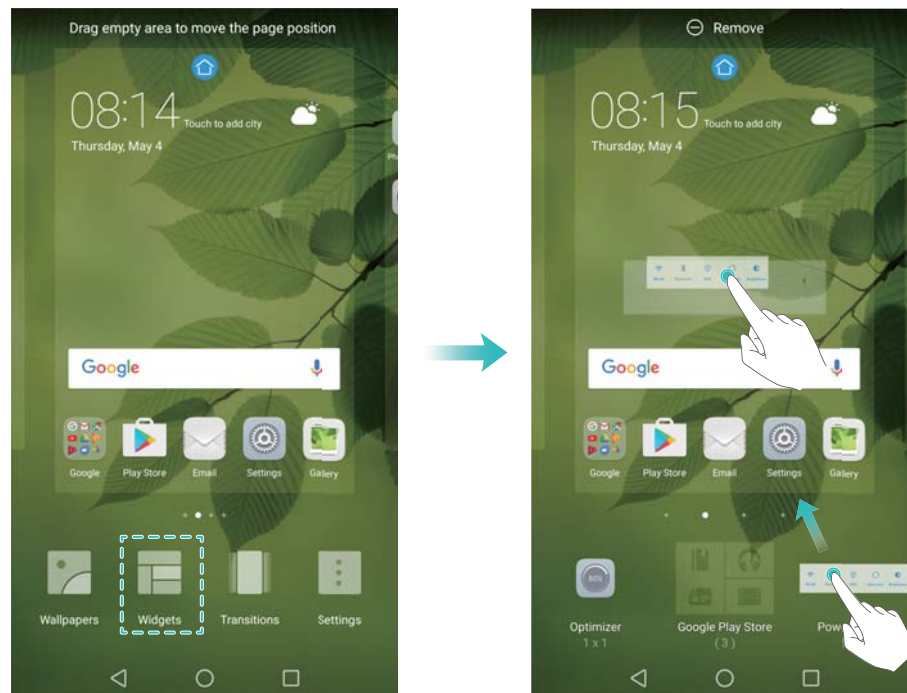 Drag empty area to move the page position
08:14
Touch to add city
Thursday, May 4
Google
Google
Play Store
Email
Settings
Gallery
Wallpapers
Widgets
Transitions
Settings
Remove
08:15
Touch to add city
Thursday, May 4
Google
Google
Play Store
Email
Settings
Gallery
80%
Optimizer
1 x 1
Google Play Store
(3)